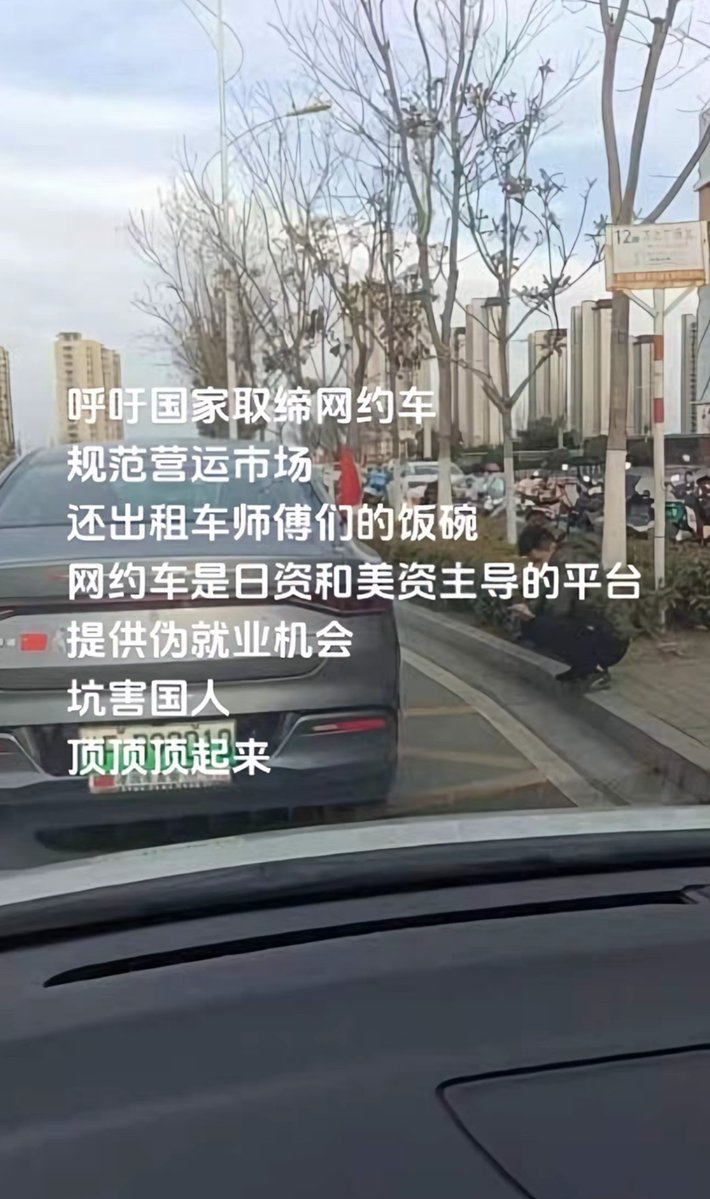 12路
呼吁国家取缔网约车
规范营运市场
还出租车师傅们的饭碗
网约车是日资和美资主导的平台
提供伪就业机会
坑害国人
顶顶顶起来